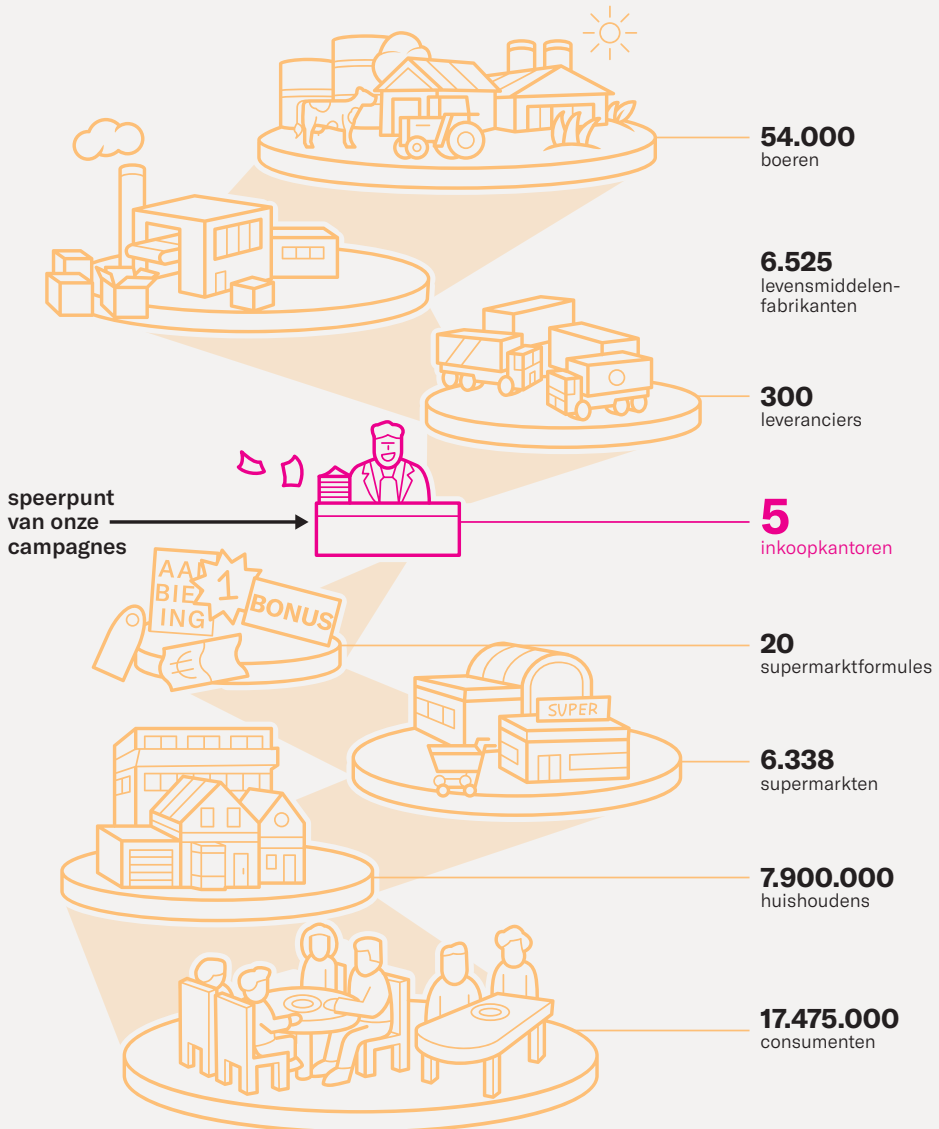 54.000
boeren
6.525
levensmiddelen-
fabrikanten
300
leveranciers
speerpunt
van onze
campagnes
5
inkoopkantoren
AA
BIE
ING
1
BONUS
€
20
supermarktformules
SUPER
6.338
supermarkten
7.900.000
huishoudens
17.475.000
consumenten